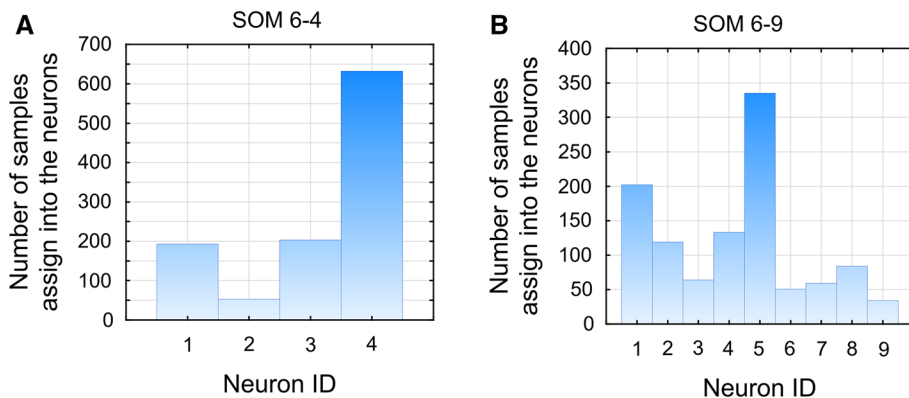 A
SOM 6-4
Number of samples
assign into the neurons
700
600
500
400
300
200
100
0
1 2 3 4
Neuron ID
B
SOM 6-9
Number of samples
assign into the neurons
400
350
300
250
200
150
100
50
0
1 2 3 4 5 6 7 8 9
Neuron ID